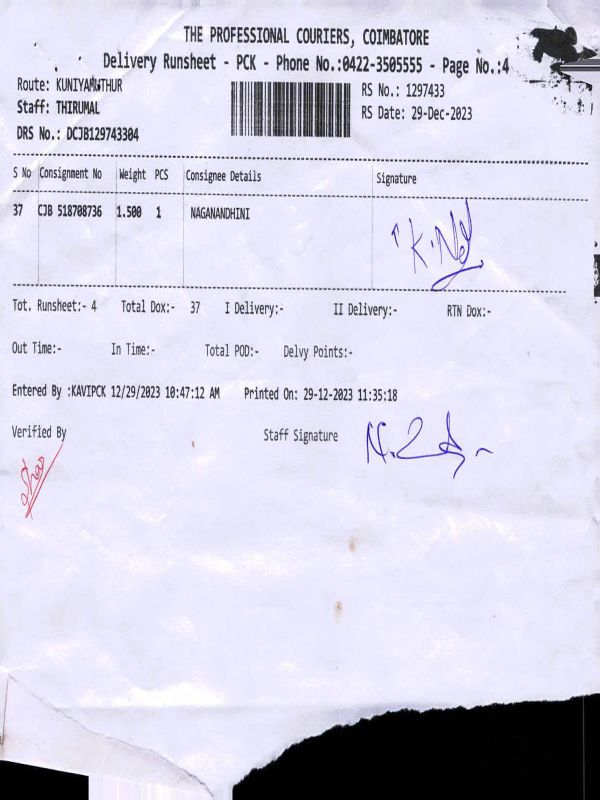 THE PROFESSIONAL COURIERS, COIMBATORE
Delivery Runsheet - PCK - Phone No.:0422-3505555 - Page No.:4
Route: KUNIYAMUTHUR
Staff: THIRUMAL
DRS No.: DCJB129743304
RS No.: 1297433
RS Date: 29-Dec-2023
S No Consignment No Weight PCS Consignee Details Signature
37 CJB 518708736 1.500 1 NAGANANDHINI
Tot. Runsheet:- 4 Total Dox:- 37 I Delivery:- II Delivery:- RTN Dox:-
Out Time:- In Time:- Total POD:- Delvy Points:-
Entered By :KAVIPCK 12/29/2023 10:47:12 AM Printed On: 29-12-2023 11:35:18
Verified By Staff Signature